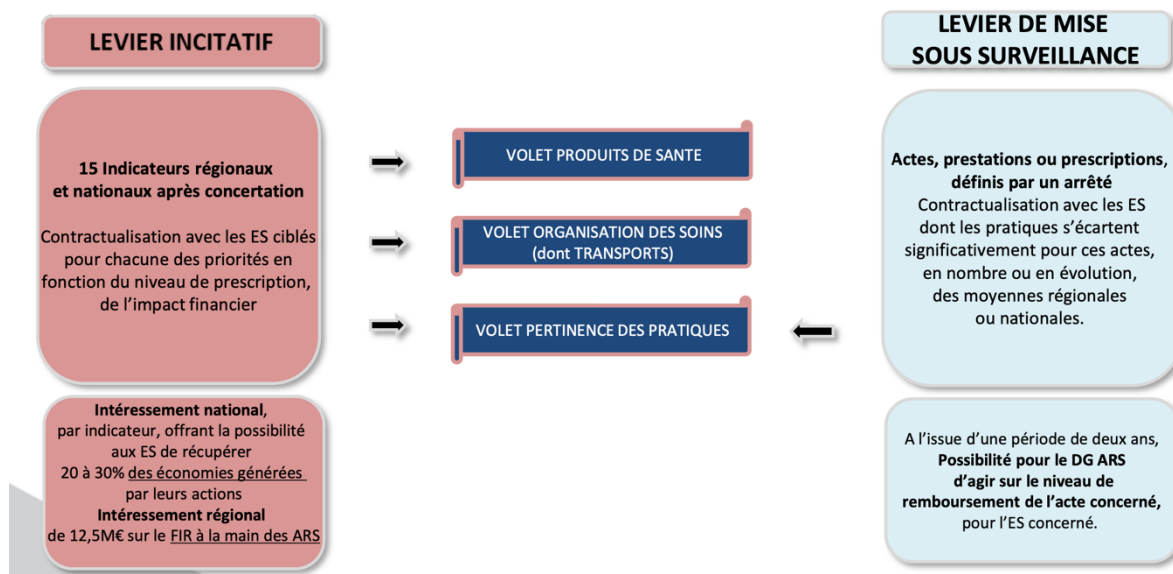 LEVIER INCITATIF
15 Indicateurs régionaux
et nationaux après concertation
Contractualisation avec les ES ciblés
pour chacune des priorités en
fonction du niveau de prescription,
de l’impact financier
Intéressement national,
par indicateur, offrant la possibilité
aux ES de récupérer
20 à 30% des économies générées
par leurs actions
Intéressement régional
de 12,5M€ sur le FIR à la main des ARS
VOLET PRODUITS DE SANTE
VOLET ORGANISATION DES SOINS
(dont TRANSPORTS)
VOLET PERTINENCE DES PRATIQUES
LEVIER DE MISE
SOUS SURVEILLANCE
Actes, prestations ou prescriptions,
définis par un arrêté
Contractualisation avec les ES
dont les pratiques s’écartent
significativement pour ces actes,
en nombre ou en évolution,
des moyennes régionales
ou nationales.
A l’issue d’une période de deux ans,
Possibilité pour le DG ARS
d’agir sur le niveau de
remboursement de l’acte concerné,
pour l’ES concerné.